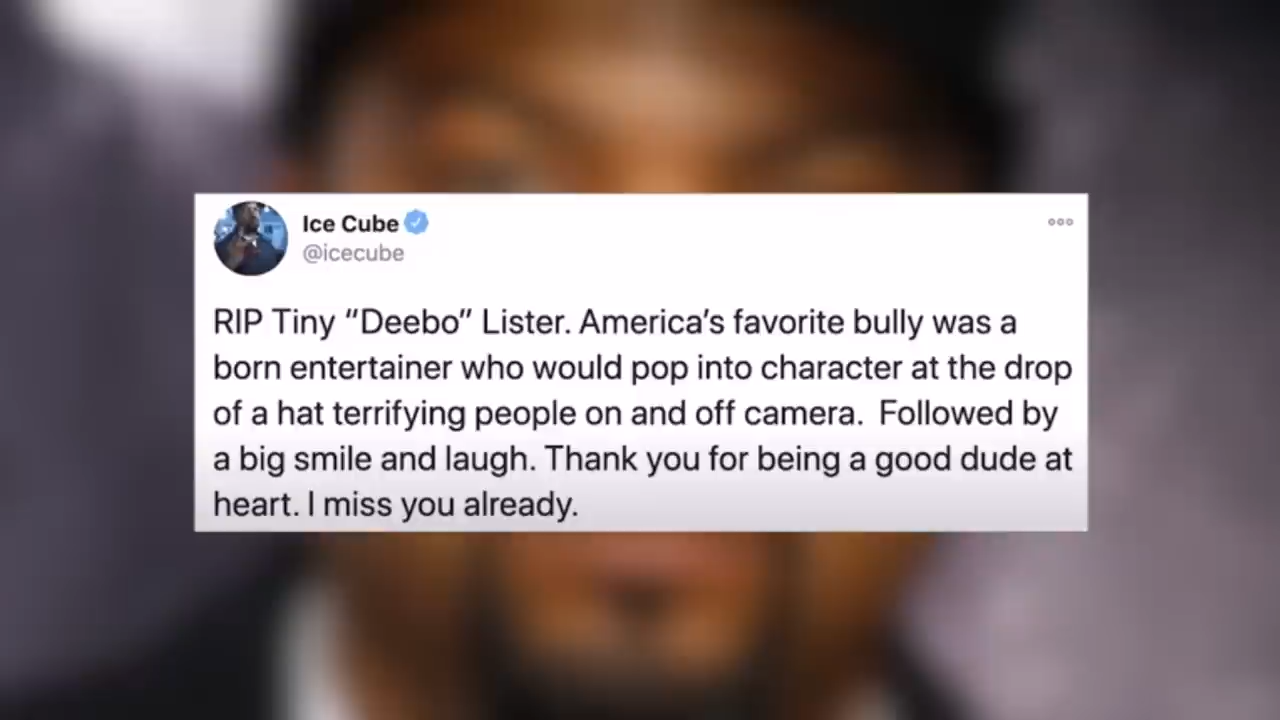 Ice Cube
@icecube
RIP Tiny “Deebo” Lister. America’s favorite bully was a
born entertainer who would pop into character at the drop
of a hat terrifying people on and off camera.  Followed by
a big smile and laugh. Thank you for being a good dude at
heart. I miss you already.